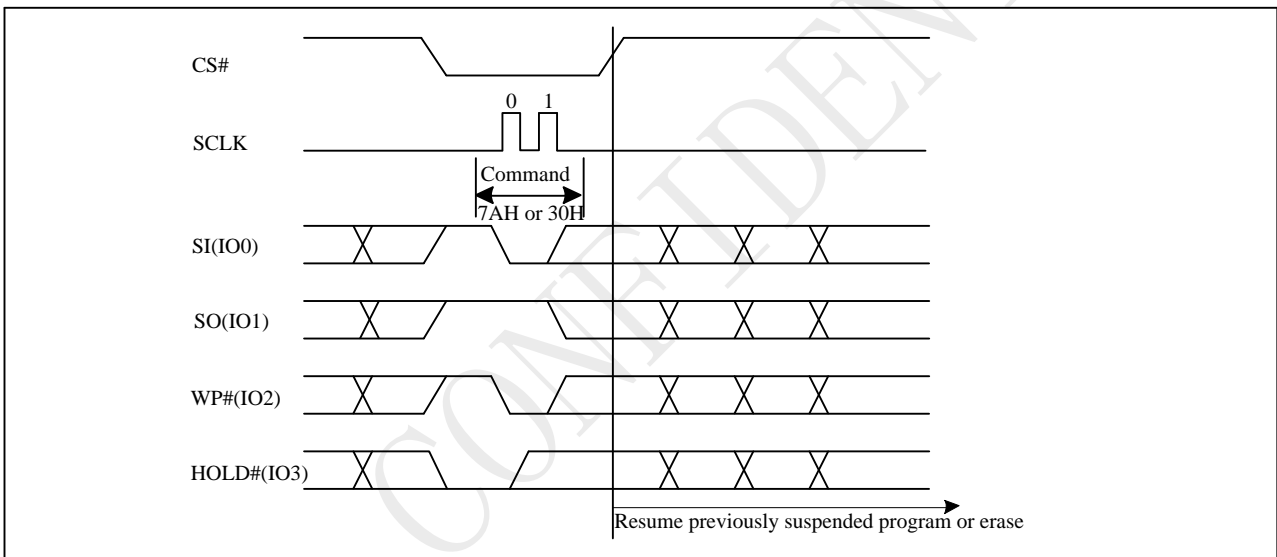 CS#
0 1
SCLK
Command
7AH or 30H
SI(IO0)
SO(IO1)
WP#(IO2)
HOLD#(IO3)
Resume previously suspended program or erase
CONFIDEN